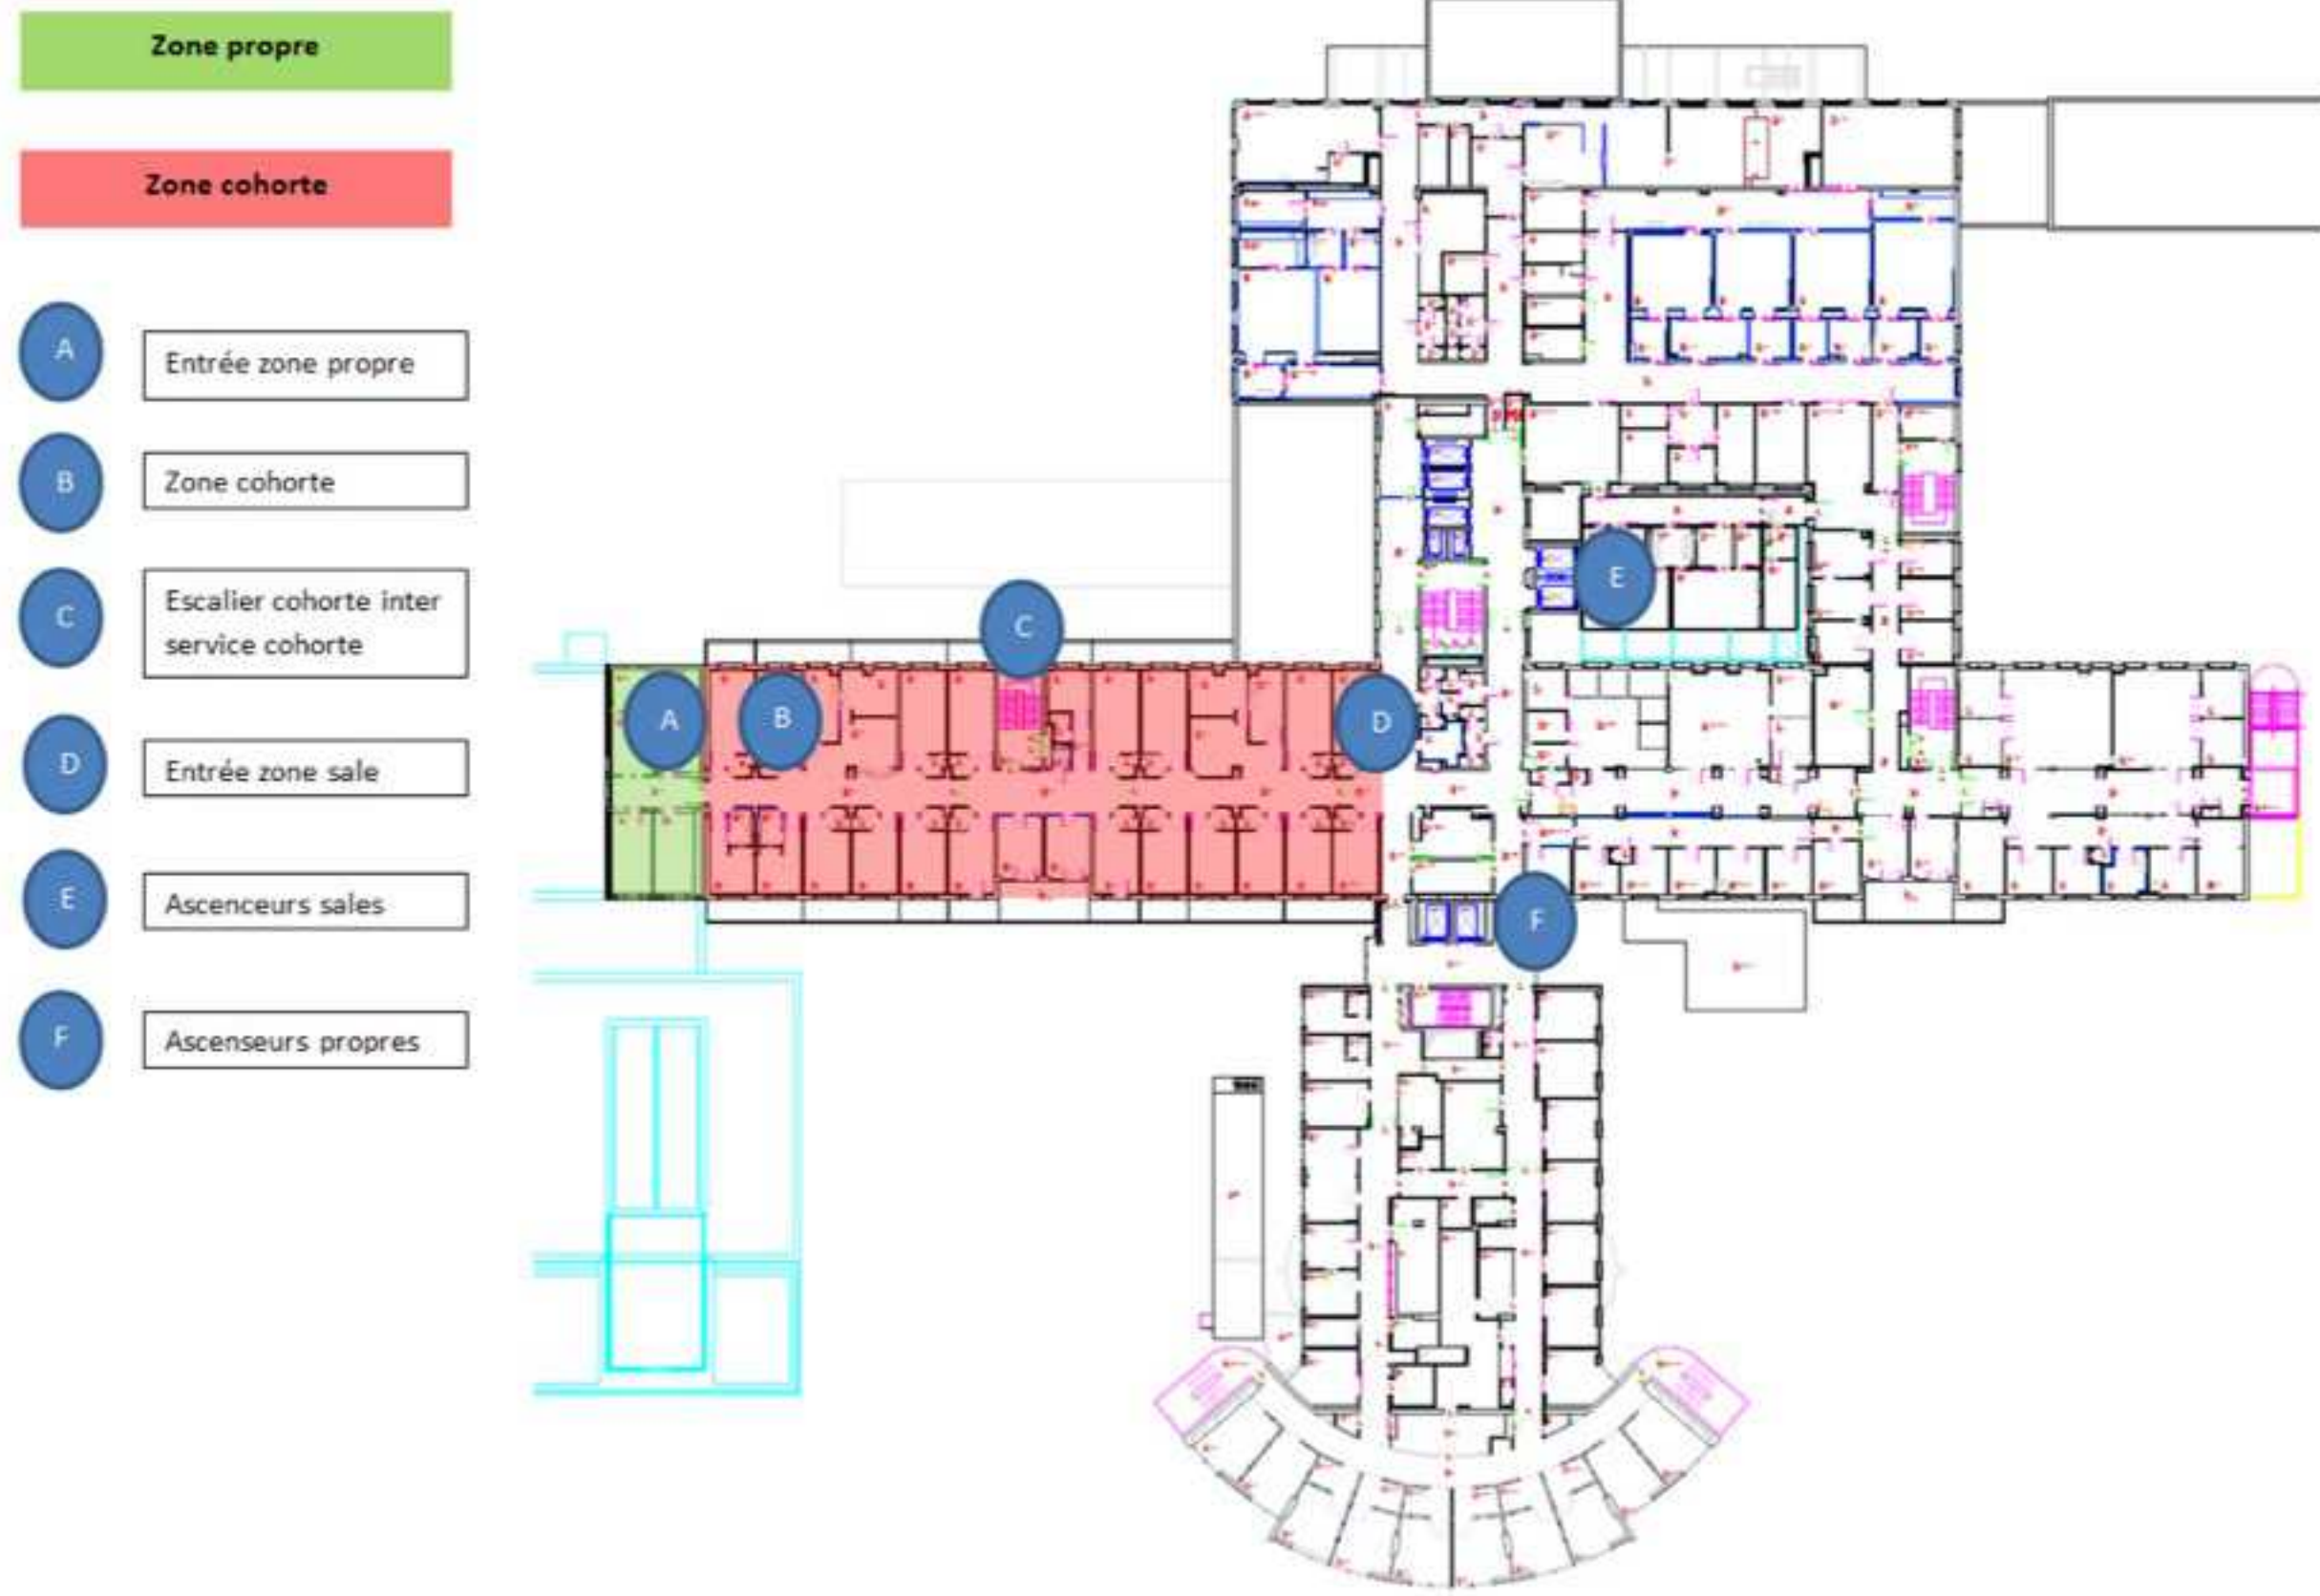 Zone propre
Zone cohorte
A
Entrée zone propre
B
Zone cohorte
C
Escalier cohorte inter
service cohorte
D
Entrée zone sale
E
Ascenceurs sales
F
Ascenseurs propres
C
E
A
B
D
F